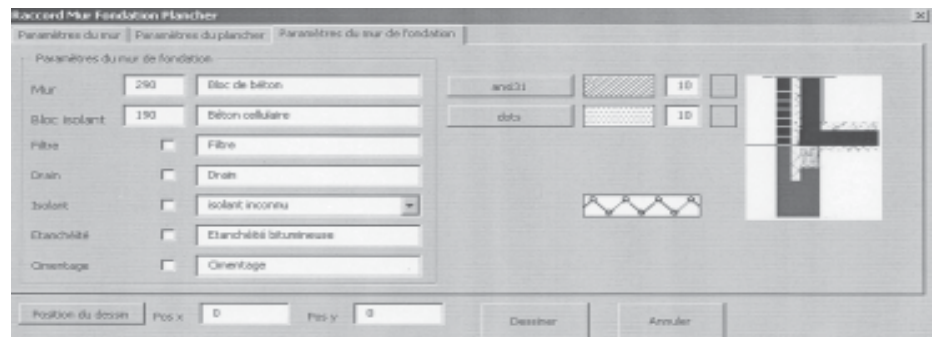 Raccord Mur Fondation Plancher
Paramètres du mur Paramètres du plancher Paramètres du mur de fondation
Paramètres du mur de fondation
Mur 290 Bloc de béton ansi31 10
Bloc isolant 190 Béton cellulaire dots 10
Filtre Filtre
Drain Drain
Isolant isolant inconnu
Etanchéité Etanchéité bitumineuse
Cimentage Cimentage
Position du dessin Pos x 0 Pos y 0 Dessiner Annuler